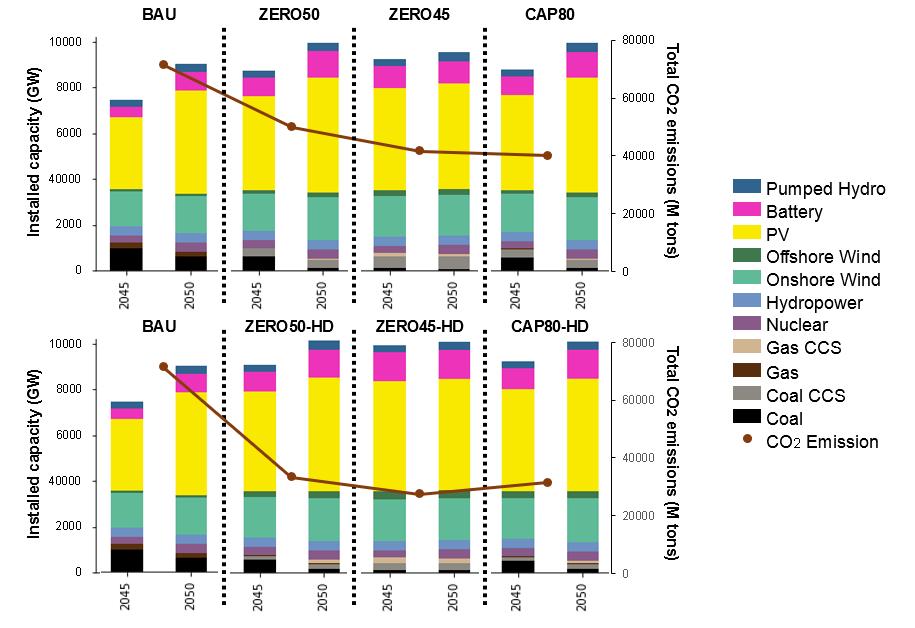 BAU ZERO50 ZERO45 CAP80
Installed capacity (GW)
10000
8000
6000
4000
2000
0
80000
60000
40000
20000
0
Total CO2 emissions (M tons)
2045 2050 2045 2050 2045 2050 2045 2050
BAU ZERO50-HD ZERO45-HD CAP80-HD
Installed capacity (GW)
10000
8000
6000
4000
2000
0
80000
60000
40000
20000
0
Total CO2 emissions (M tons)
2045 2050 2045 2050 2045 2050 2045 2050
Pumped Hydro
Battery
PV
Offshore Wind
Onshore Wind
Hydropower
Nuclear
Gas CCS
Gas
Coal CCS
Coal
CO2 Emission